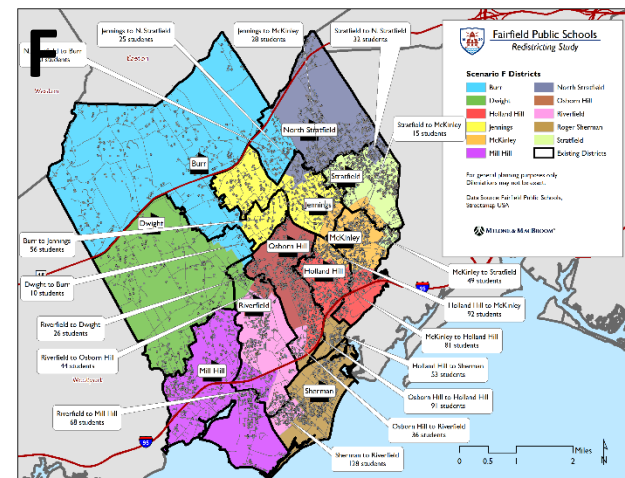 F
Jennings to N. Stratfield
25 students
Jennings to McKinley
28 students
Stratfield to N. Stratfield
32 students
to Burr
students
Easton
Weston
Fairfield Public Schools
Redistricting Study
Scenario F Districts
Burr
Dwight
Holland Hill
Jennings
McKinley
Mill Hill
North Stratfield
Osborn Hill
Riverfield
Roger Sherman
Stratfield
Existing Districts
For general planning purposes only
Dimensions may not be exact.
Data Source: Fairfield Public Schools,
Streetmap USA
MILONE & MACBROOM
Stratfield to McKinley
15 students
North Stratfield
Burr
Stratfield
Jennings
Dwight
McKinley
Osborn Hill
Holland Hill
Riverfield
Mill Hill
Sherman
Burr to Jennings
56 students
Dwight to Burr
10 students
Riverfield to Dwight
26 students
Riverfield to Osborn Hill
44 students
Westport
Riverfield to Mill Hill
68 students
McKinley to Stratfield
49 students
Holland Hill to McKinley
92 students
McKinley to Holland Hill
81 students
Holland Hill to Sherman
53 students
Osborn Hill to Holland Hill
91 students
Osborn Hill to Riverfield
36 students
Sherman to Riverfield
128 students
95
Miles
0 0.5 1 2
N